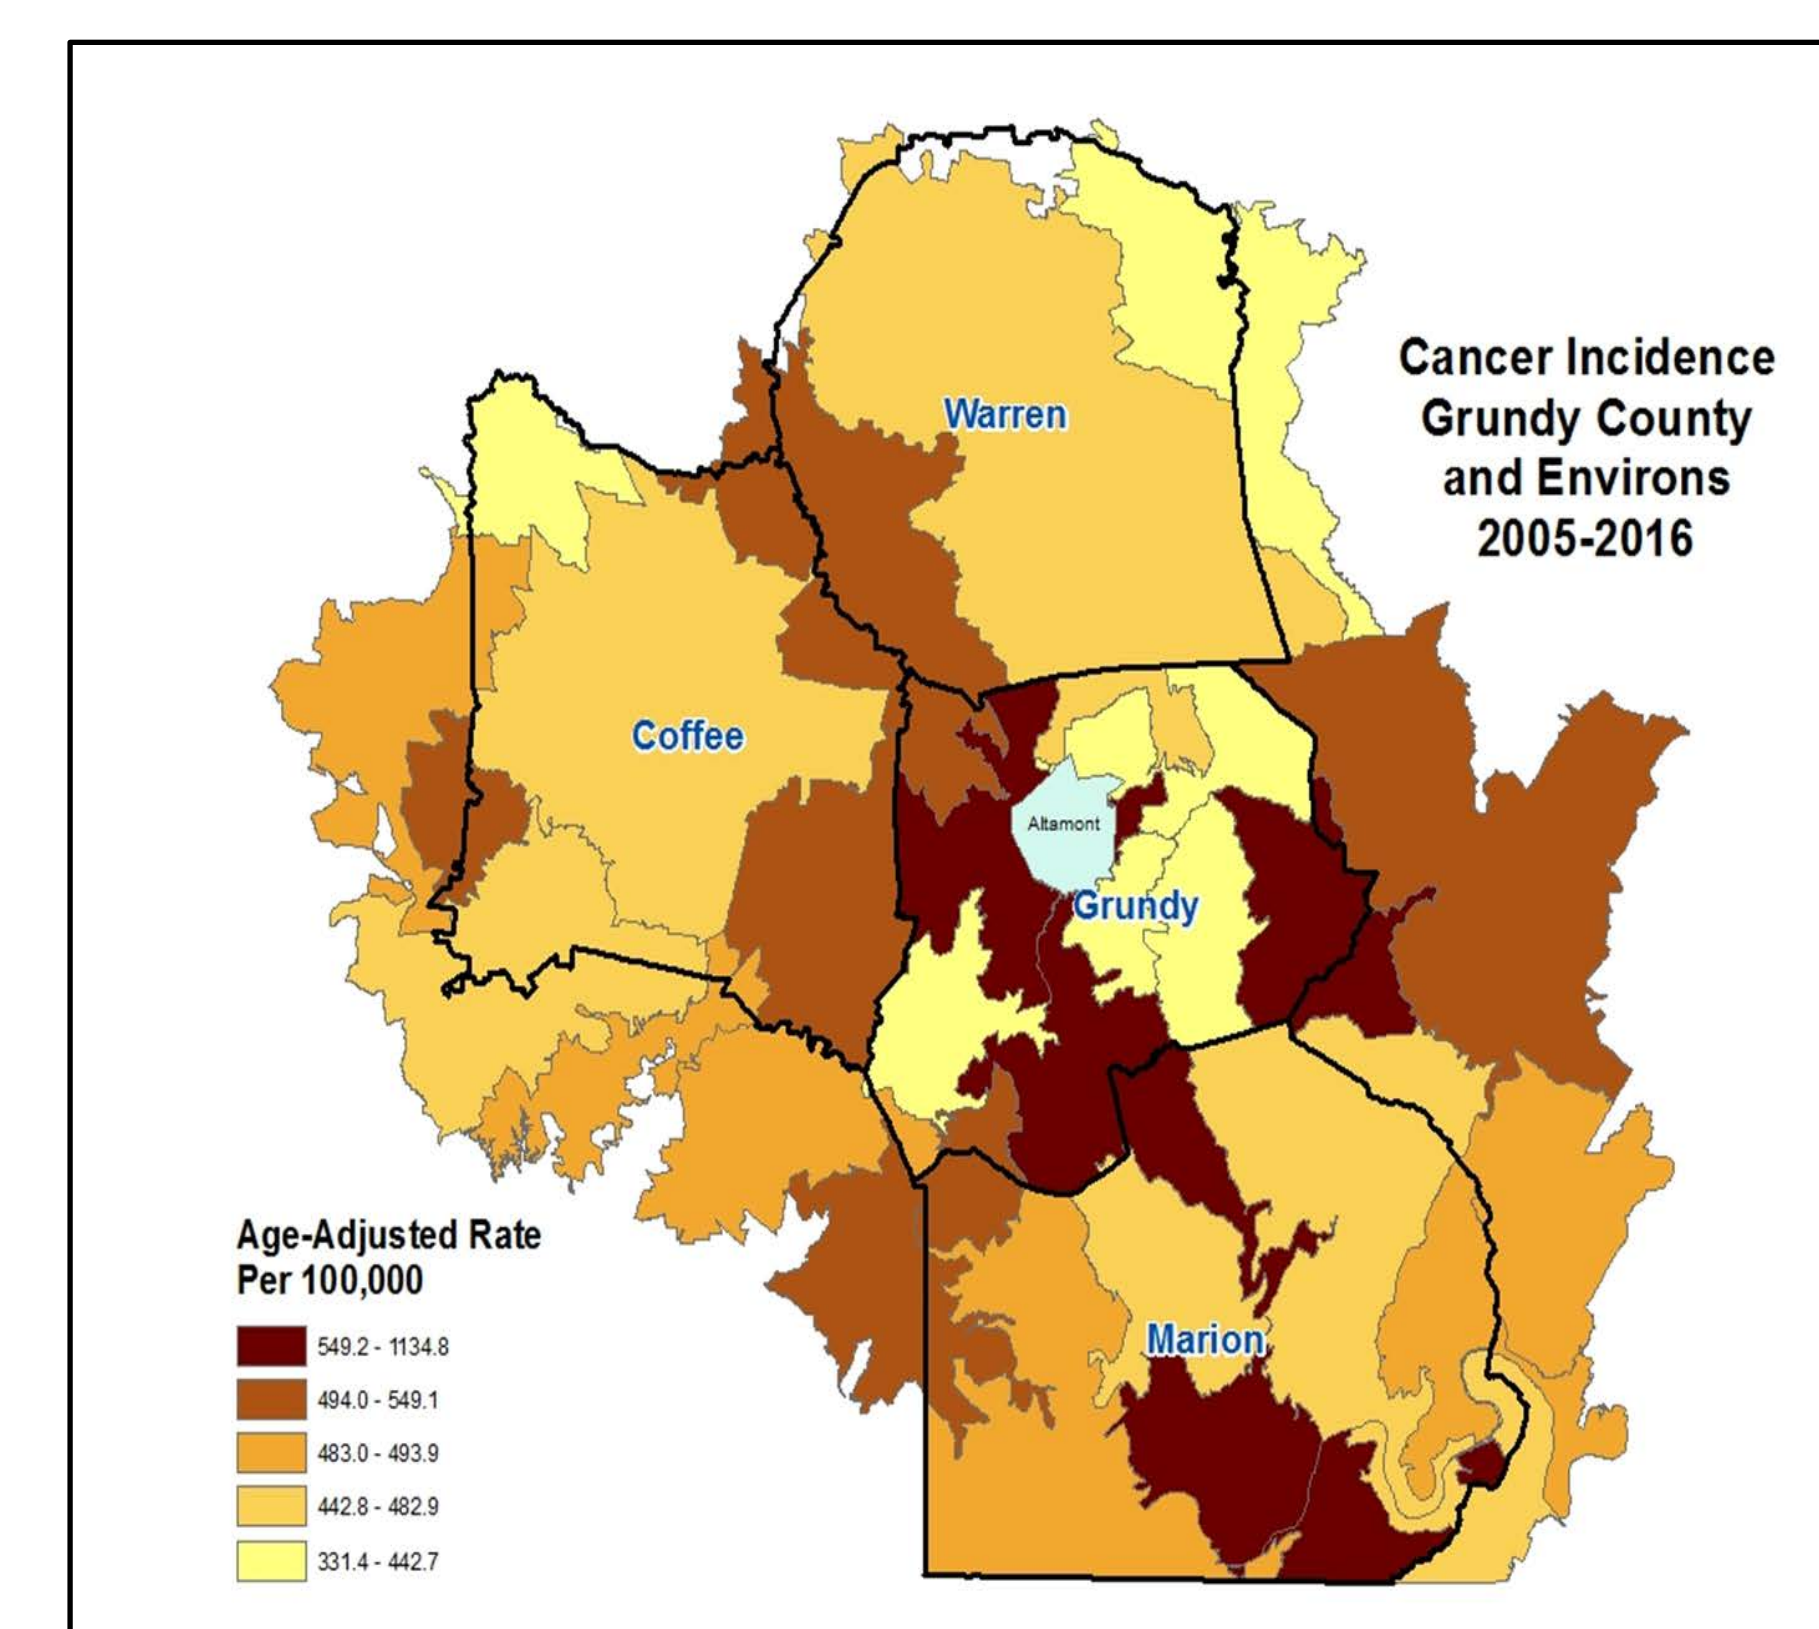 Cancer Incidence
Grundy County
and Environs
2005-2016
Warren
Coffee
Altamont
Grundy
Marion
Age-Adjusted Rate
Per 100,000
549.2 - 1134.8
494.0 - 549.1
483.0 - 493.9
442.8 - 482.9
331.4 - 442.7